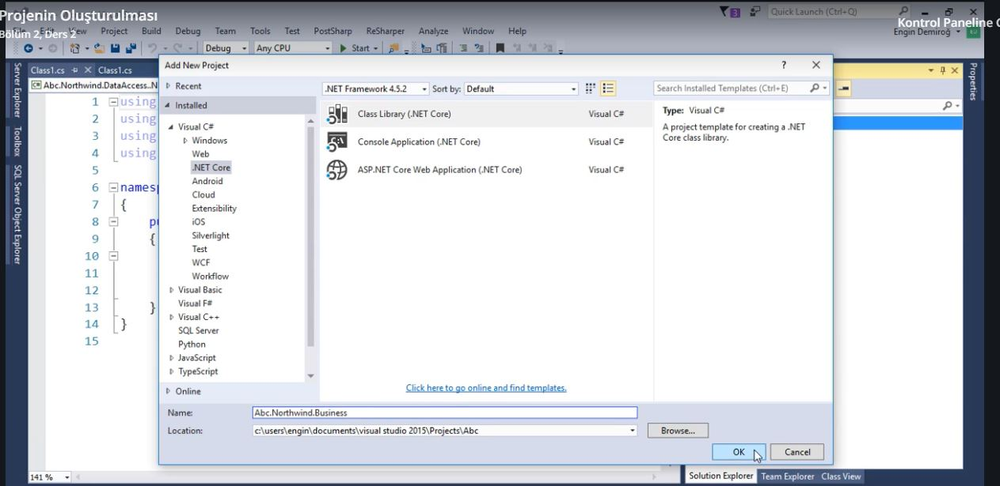 Projenin Oluşturulması
Bölüm 2, Ders 2
Kontrol Paneline
3
Quick Launch (Ctrl+Q)
View Project Build Debug Team Tools Test PostSharp ReSharper Analyze Window Help
Engin Demiroğ
Debug Any CPU Start
Server Explorer
Toolbox
SQL Server Object Explorer
Class1.cs Class1.cs
Abc.Northwind.DataAccess..N
1 using
2 using
3 using
4 using
5
6 namesp
7 {
8 pu
9 {
10
11
12
13 }
14 }
15
141 %
Add New Project
? X
Recent
Installed
Visual C#
Windows
Web
.NET Core
Android
Cloud
Extensibility
iOS
Silverlight
Test
WCF
Workflow
Visual Basic
Visual F#
Visual C++
SQL Server
Python
JavaScript
TypeScript
Online
.NET Framework 4.5.2 Sort by: Default
Search Installed Templates (Ctrl+E)
Class Library (.NET Core) Visual C#
Console Application (.NET Core) Visual C#
ASP.NET Core Web Application (.NET Core) Visual C#
Click here to go online and find templates.
Type: Visual C#
A project template for creating a .NET
Core class library.
Name: Abc.Northwind.Business
Location: c:\users\engin\documents\visual studio 2015\Projects\Abc
Browse...
OK Cancel
Properties
Solution Explorer Team Explorer Class View